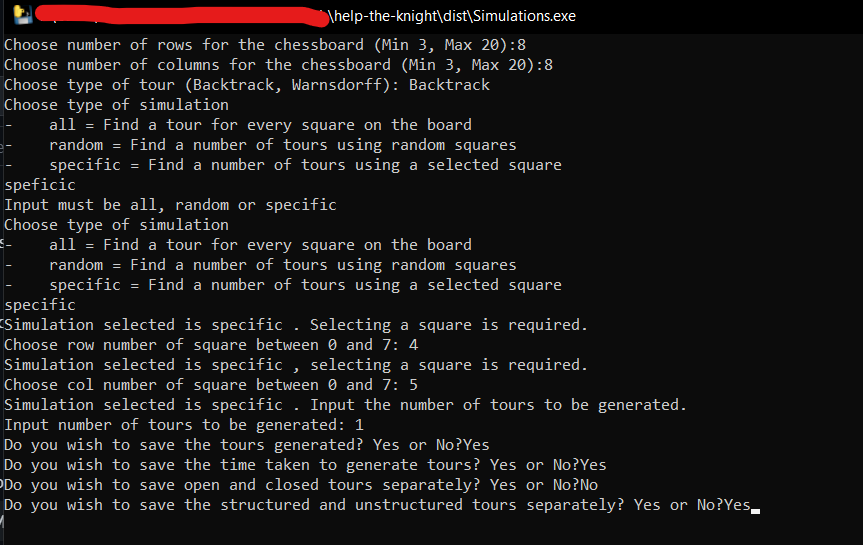 \help-the-knight\dist\Simulations.exe
Choose number of rows for the chessboard (Min 3, Max 20):8
Choose number of columns for the chessboard (Min 3, Max 20):8
Choose type of tour (Backtrack, Warnsdorff): Backtrack
Choose type of simulation
-    all = Find a tour for every square on the board
-    random = Find a number of tours using random squares
-    specific = Find a number of tours using a selected square
speficic
Input must be all, random or specific
Choose type of simulation
-    all = Find a tour for every square on the board
-    random = Find a number of tours using random squares
-    specific = Find a number of tours using a selected square
specific
Simulation selected is specific . Selecting a square is required.
Choose row number of square between 0 and 7: 4
Simulation selected is specific , selecting a square is required.
Choose col number of square between 0 and 7: 5
Simulation selected is specific . Input the number of tours to be generated.
Input number of tours to be generated: 1
Do you wish to save the tours generated? Yes or No?Yes
Do you wish to save the time taken to generate tours? Yes or No?Yes
Do you wish to save open and closed tours separately? Yes or No?No
Do you wish to save the structured and unstructured tours separately? Yes or No?Yes